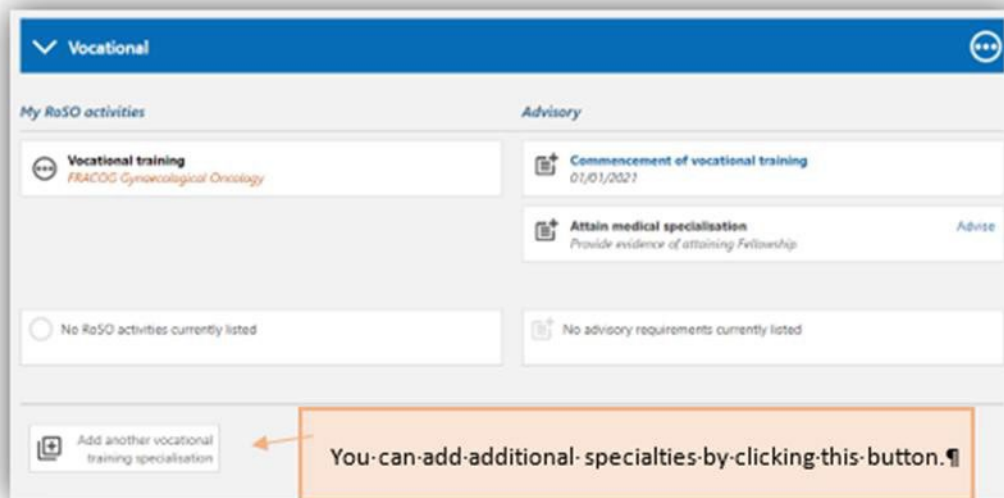 Vocational
My RoSO activities
Advisory
Vocational training
FRACOG Gynaecological Oncology
Commencement of vocational training
01/01/2021
Attain medical specialisation
Advise
Provide evidence of attaining Fellowship
No RoSO activities currently listed
No advisory requirements currently listed
Add another vocational
training specialisation
You·can·add·additional·specialties·by·clicking·this·button.¶